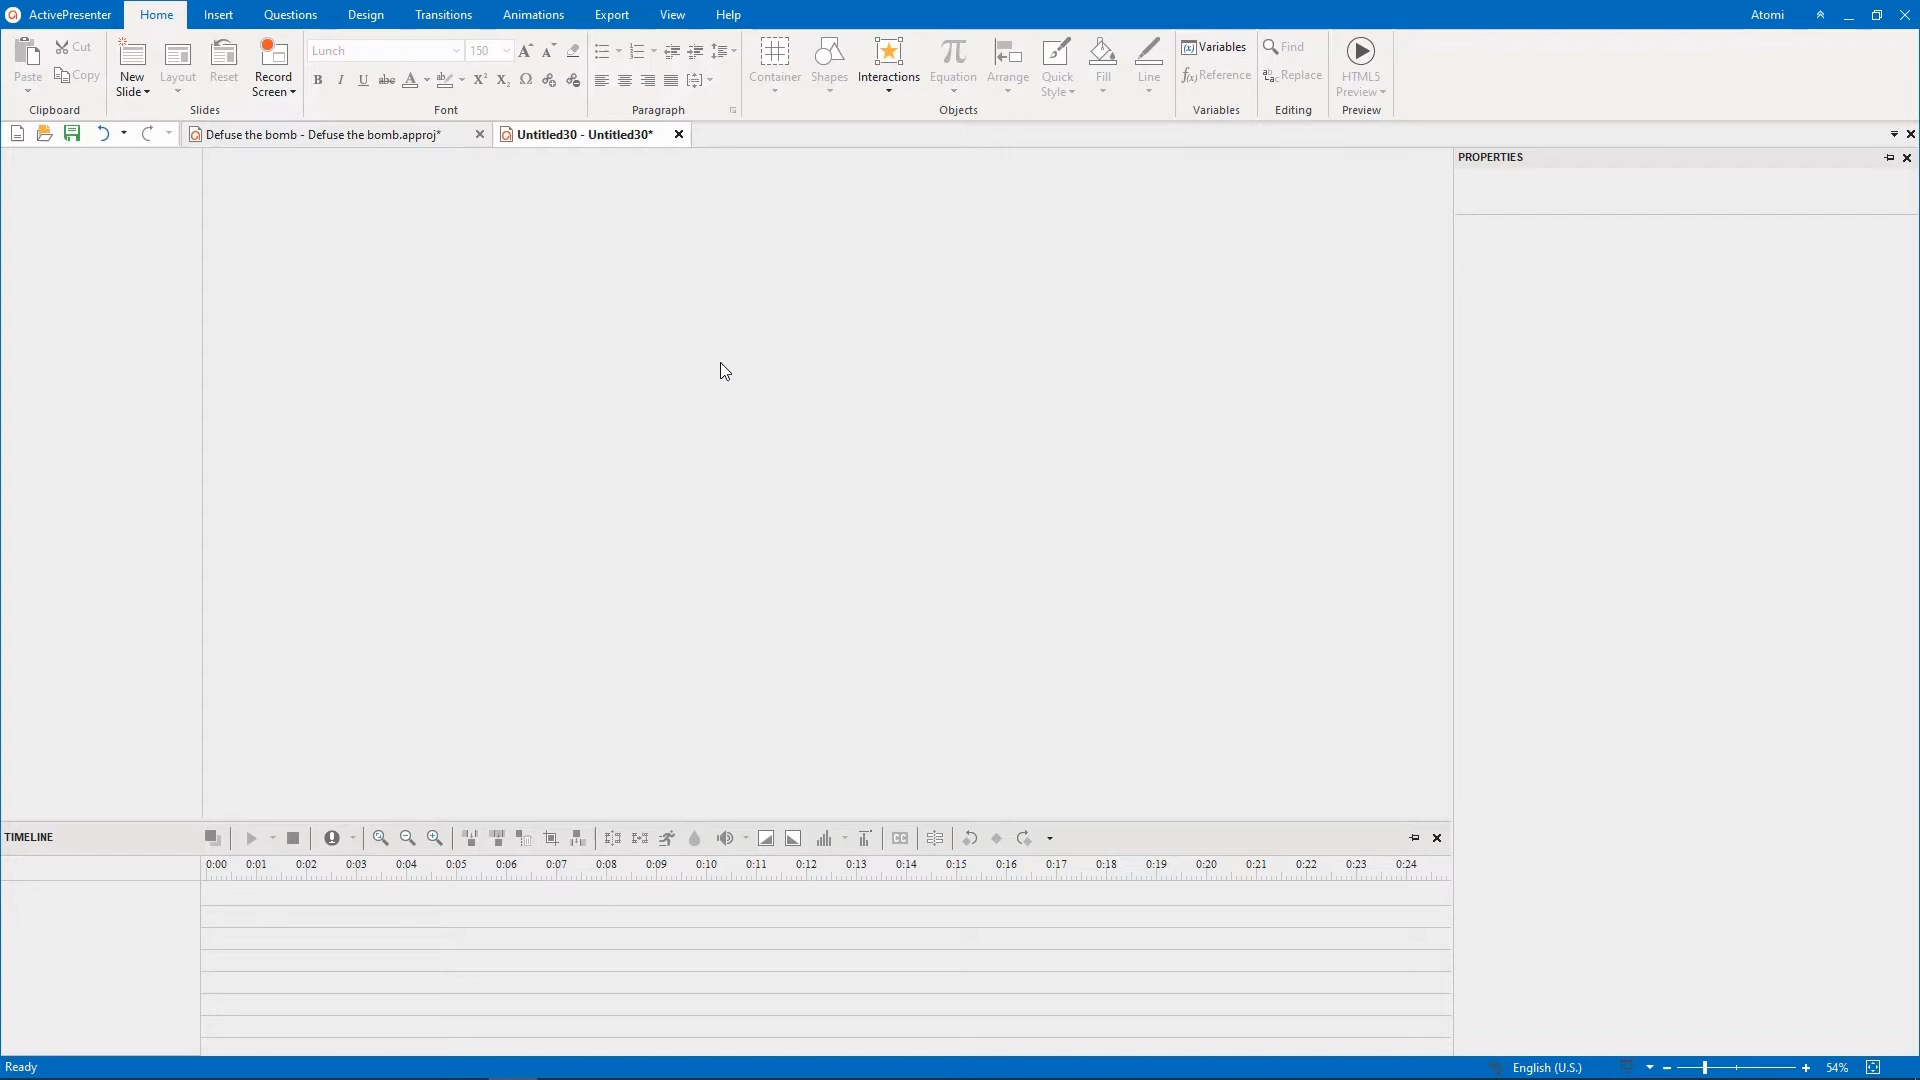 ActivePresenter Home Insert Questions Design Transitions Animations Export View Help Atomi
Paste Cut Copy
Clipboard
New Slide Layout Reset Record Screen
Slides
Lunch 150
B I U abc A ab X² X₂ Ω
Font
Paragraph
Container Shapes Interactions Equation Arrange Quick Style Fill Line
Objects
Variables
Reference
Variables
Find
Replace
Editing
HTML5 Preview
Preview
Defuse the bomb - Defuse the bomb.approj* Untitled30 - Untitled30*
PROPERTIES
TIMELINE CC
0:00 0:01 0:02 0:03 0:04 0:05 0:06 0:07 0:08 0:09 0:10 0:11 0:12 0:13 0:14 0:15 0:16 0:17 0:18 0:19 0:20 0:21 0:22 0:23 0:24
Ready English (U.S.) 54%